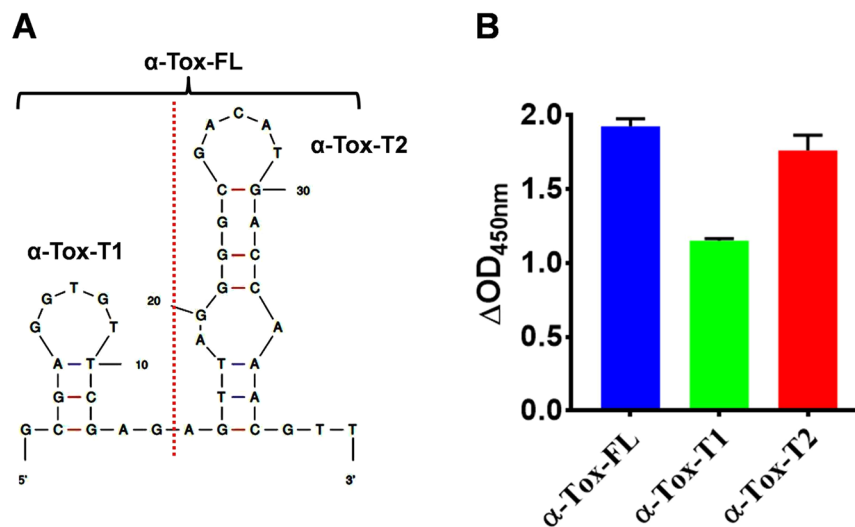 A
α-Tox-FL
α-Tox-T1
α-Tox-T2
G C G A G G T G T T C G A G A G T T A G G G G C G A C A T G A C C A A A C G T T
10
20
30
5'
3'
B
ΔOD450nm
2.0
1.5
1.0
0.5
0.0
α-Tox-FL
α-Tox-T1
α-Tox-T2